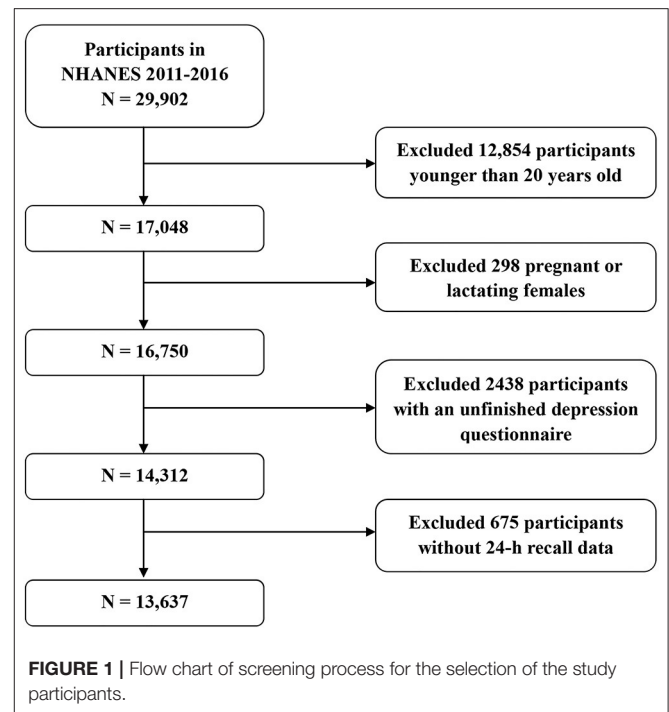 Participants in
NHANES 2011-2016
N = 29,902
Excluded 12,854 participants
younger than 20 years old
N = 17,048
Excluded 298 pregnant or
lactating females
N = 16,750
Excluded 2438 participants
with an unfinished depression
questionnaire
N = 14,312
Excluded 675 participants
without 24-h recall data
N = 13,637
FIGURE 1 | Flow chart of screening process for the selection of the study
participants.